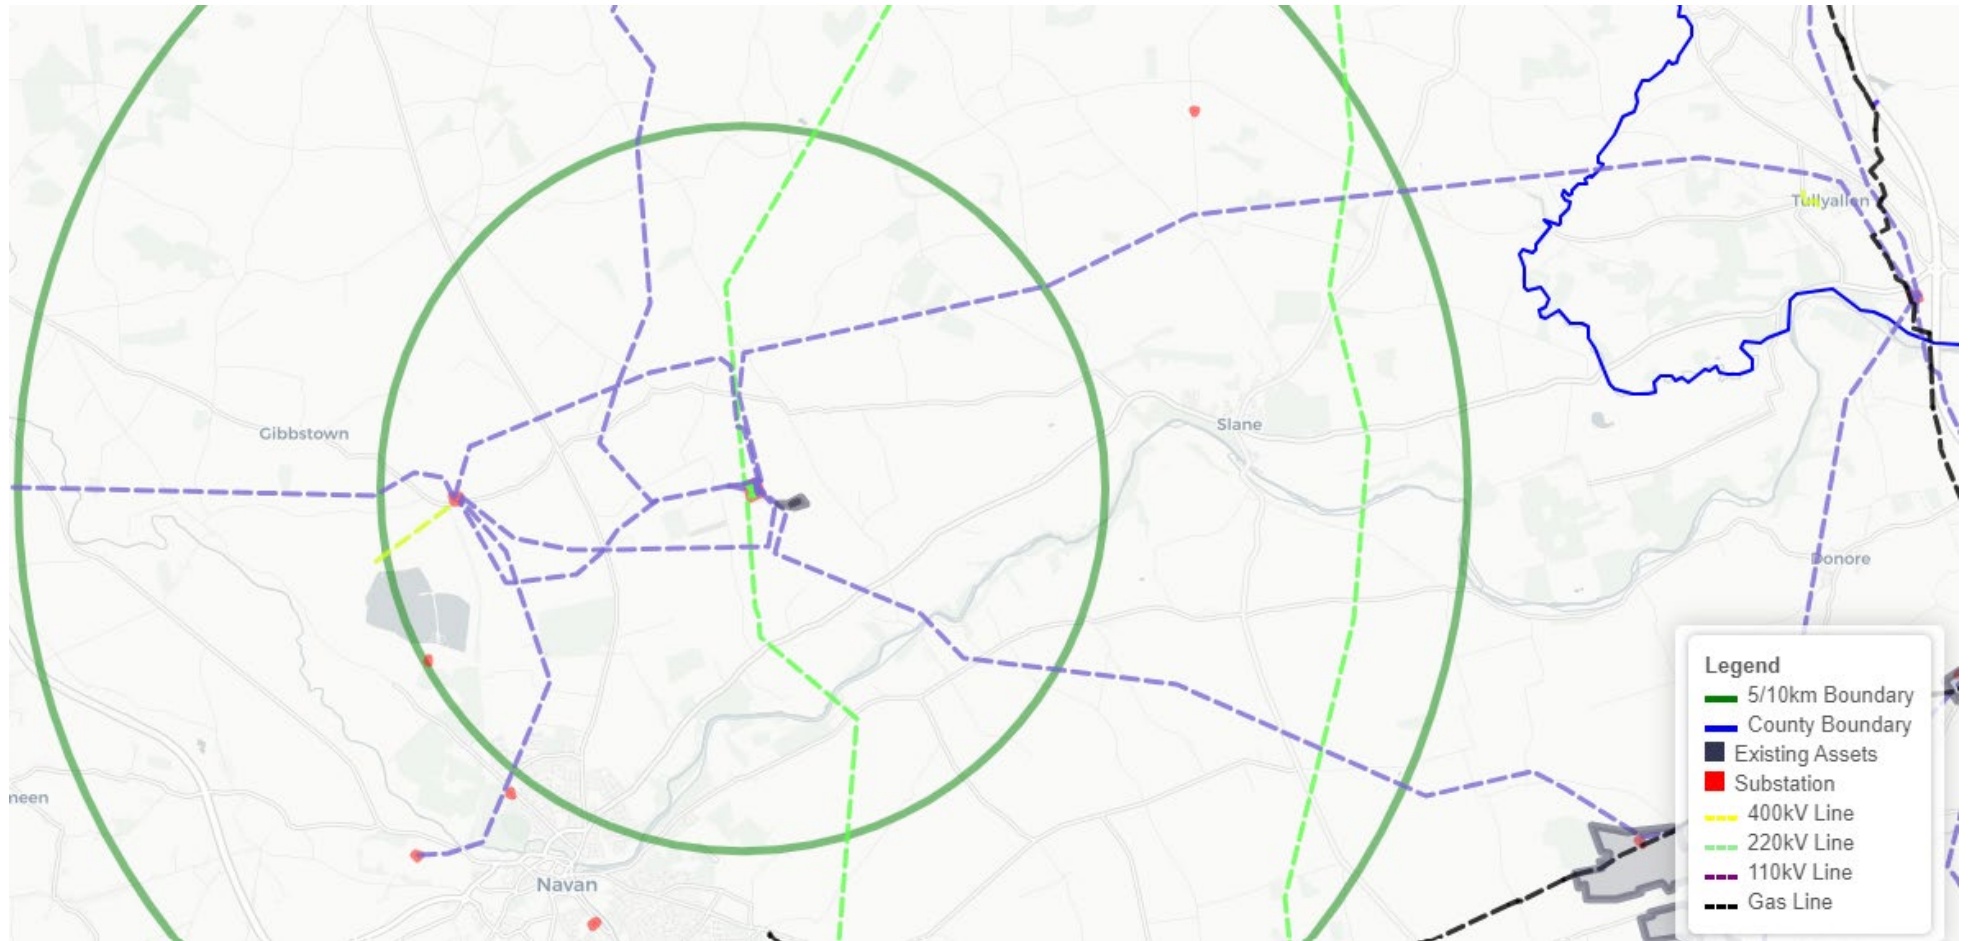 Tullyallen
Gibbstown
Slane
Donore
neen
Navan
Legend
5/10km Boundary
County Boundary
Existing Assets
Substation
400kV Line
220kV Line
110kV Line
Gas Line